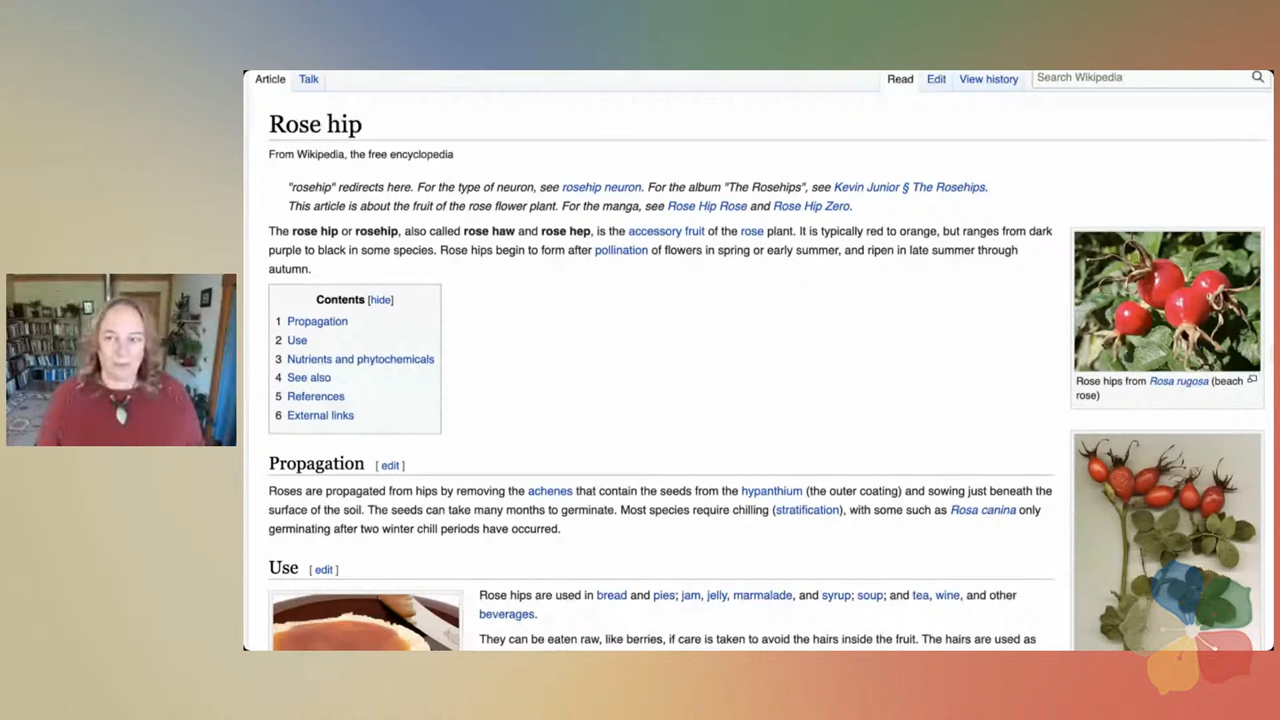 Article Talk Read Edit View history Search Wikipedia
Rose hip
From Wikipedia, the free encyclopedia
"rosehip" redirects here. For the type of neuron, see rosehip neuron. For the album "The Rosehips", see Kevin Junior § The Rosehips.
This article is about the fruit of the rose flower plant. For the manga, see Rose Hip Rose and Rose Hip Zero.
The rose hip or rosehip, also called rose haw and rose hep, is the accessory fruit of the rose plant. It is typically red to orange, but ranges from dark
purple to black in some species. Rose hips begin to form after pollination of flowers in spring or early summer, and ripen in late summer through
autumn.
Contents [hide]
1 Propagation
2 Use
3 Nutrients and phytochemicals
4 See also
5 References
6 External links
Rose hips from Rosa rugosa (beach
rose)
Propagation [ edit ]
Roses are propagated from hips by removing the achenes that contain the seeds from the hypanthium (the outer coating) and sowing just beneath the
surface of the soil. The seeds can take many months to germinate. Most species require chilling (stratification), with some such as Rosa canina only
germinating after two winter chill periods have occurred.
Use [ edit ]
Rose hips are used in bread and pies; jam, jelly, marmalade, and syrup; soup; and tea, wine, and other
beverages.
They can be eaten raw, like berries, if care is taken to avoid the hairs inside the fruit. The hairs are used as